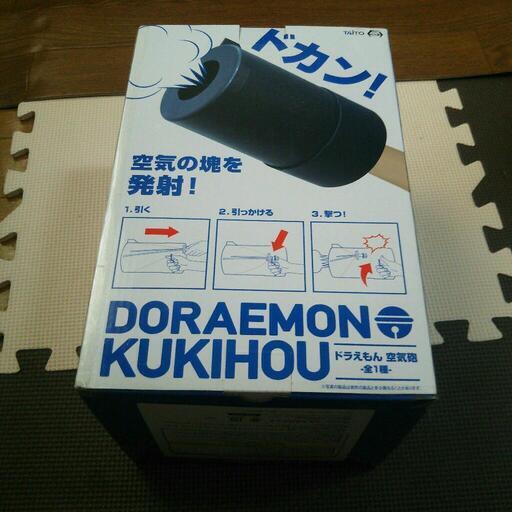 TAITO
ドカン!
空気の塊を
発射!
1. 引く
2. 引っかける
3. 撃つ!
DORAEMON
KUKIHOU
ドラえもん 空気砲
-全1種-